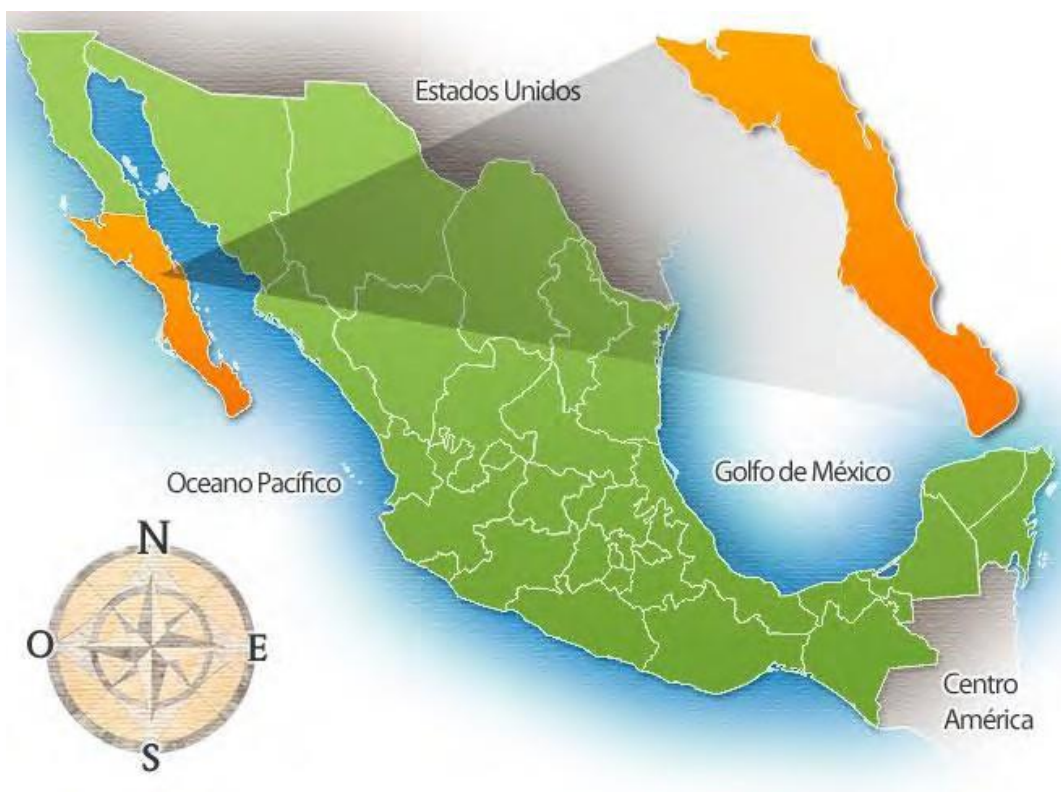 Estados Unidos
Oceano Pacífico
Golfo de México
N
O
E
S
Centro
América